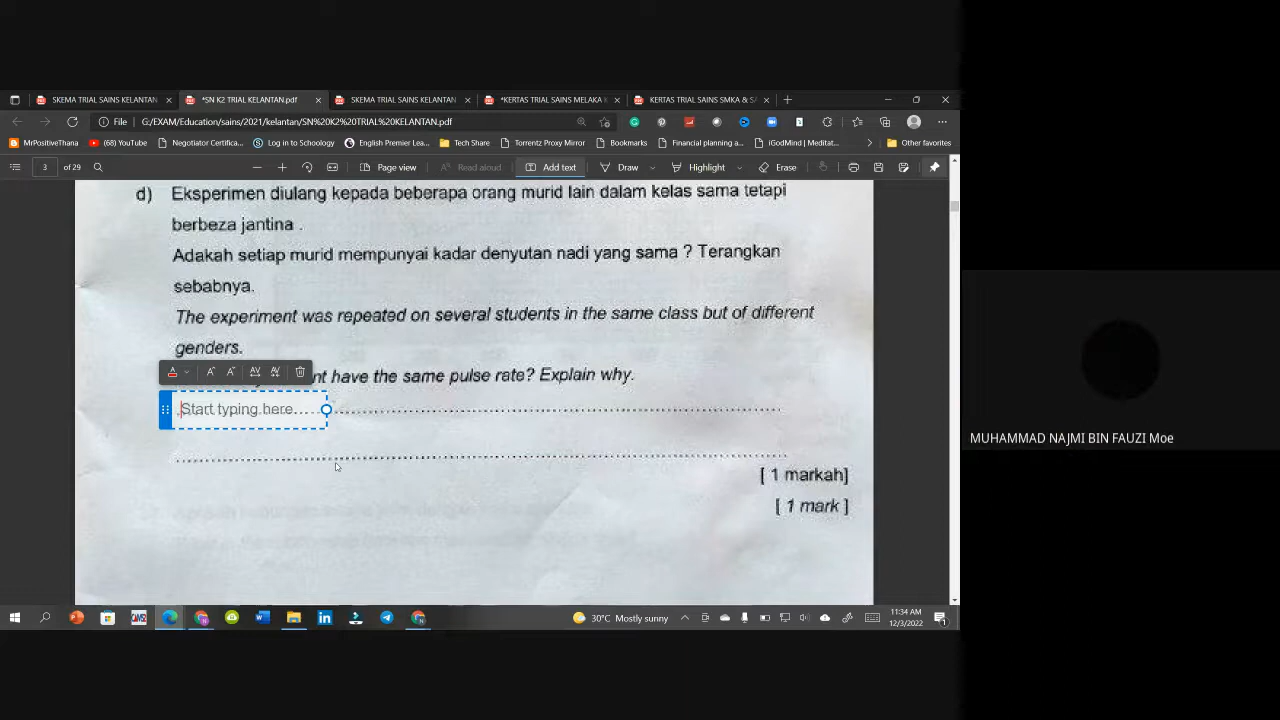 SKEMA TRIAL SAINS KELANTAN
*SN K2 TRIAL KELANTAN.pdf
SKEMA TRIAL SAINS KELANTAN
*KERTAS TRIAL SAINS MELAKA
KERTAS TRIAL SAINS SMKA &
File
G:/EXAM/Education/sains/2021/kelantan/SN%20K2%20TRIAL%20KELANTAN.pdf
MrPositiveThana
(68) YouTube
Negotiator Certifica...
Log in to Schoology
English Premier Lea...
Tech Share
Torrentz Proxy Mirror
Bookmarks
Financial planning a...
iGodMind | Meditat...
Other favorites
3 of 29
Page view
Read aloud
Add text
Draw
Highlight
Erase
d) Eksperimen diulang kepada beberapa orang murid lain dalam kelas sama tetapi
berbeza jantina .
Adakah setiap murid mempunyai kadar denyutan nadi yang sama ? Terangkan
sebabnya.
The experiment was repeated on several students in the same class but of different
genders.
have the same pulse rate? Explain why.
Start typing here
[ 1 markah]
[ 1 mark ]
MUHAMMAD NAJMI BIN FAUZI Moe
30°C Mostly sunny
11:34 AM
12/3/2022